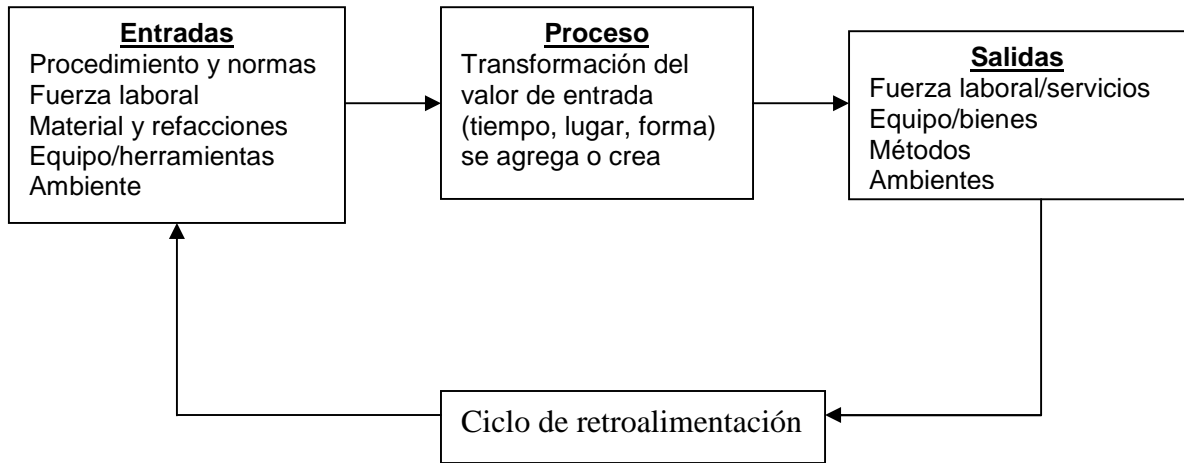 Entradas
Procedimiento y normas
Fuerza laboral
Material y refacciones
Equipo/herramientas
Ambiente
Proceso
Transformación del
valor de entrada
(tiempo, lugar, forma)
se agrega o crea
Salidas
Fuerza laboral/servicios
Equipo/bienes
Métodos
Ambientes
Ciclo de retroalimentación